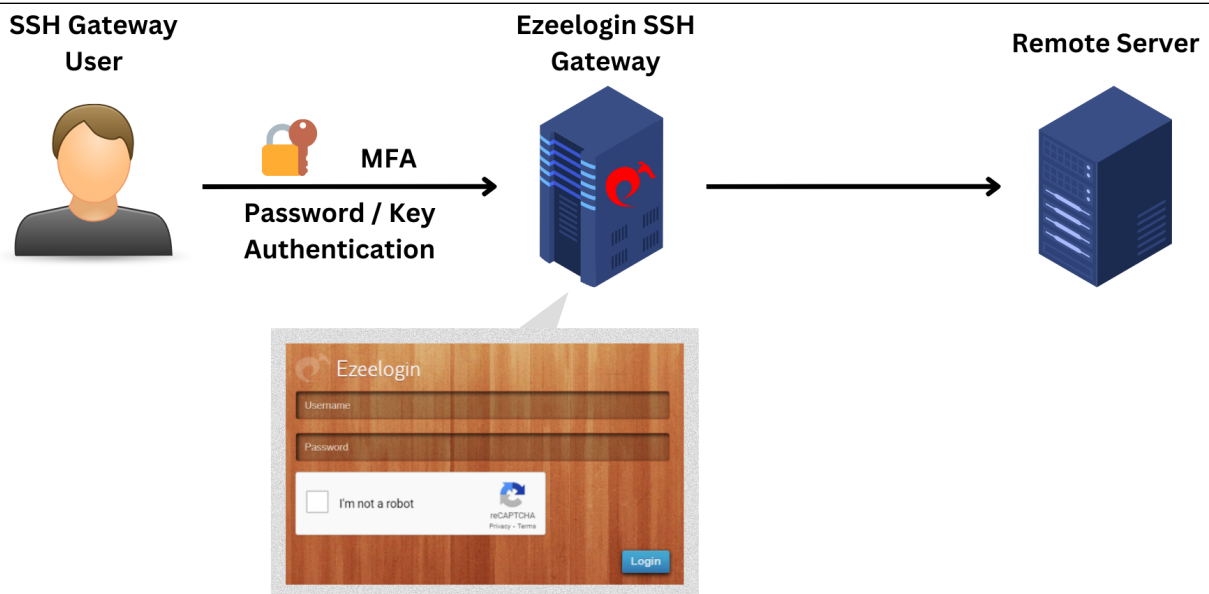 SSH Gateway
User
Ezeelogin SSH
Gateway
Remote Server
MFA
Password / Key
Authentication
Ezeelogin
Username
Password
I'm not a robot
reCAPTCHA
Privacy - Terms
Login